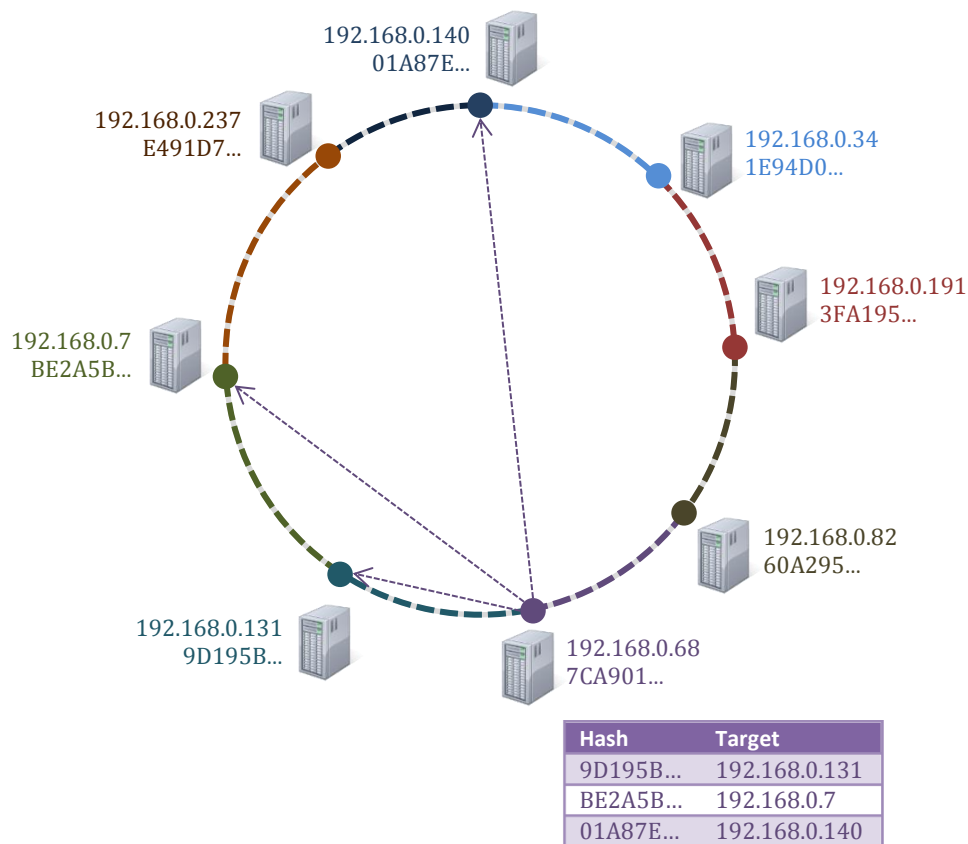 192.168.0.140
01A87E...
192.168.0.237
E491D7...
192.168.0.34
1E94D0...
192.168.0.191
3FA195...
192.168.0.7
BE2A5B...
192.168.0.82
60A295...
192.168.0.131
9D195B...
192.168.0.68
7CA901...
Hash Target
9D195B... 192.168.0.131
BE2A5B... 192.168.0.7
01A87E... 192.168.0.140